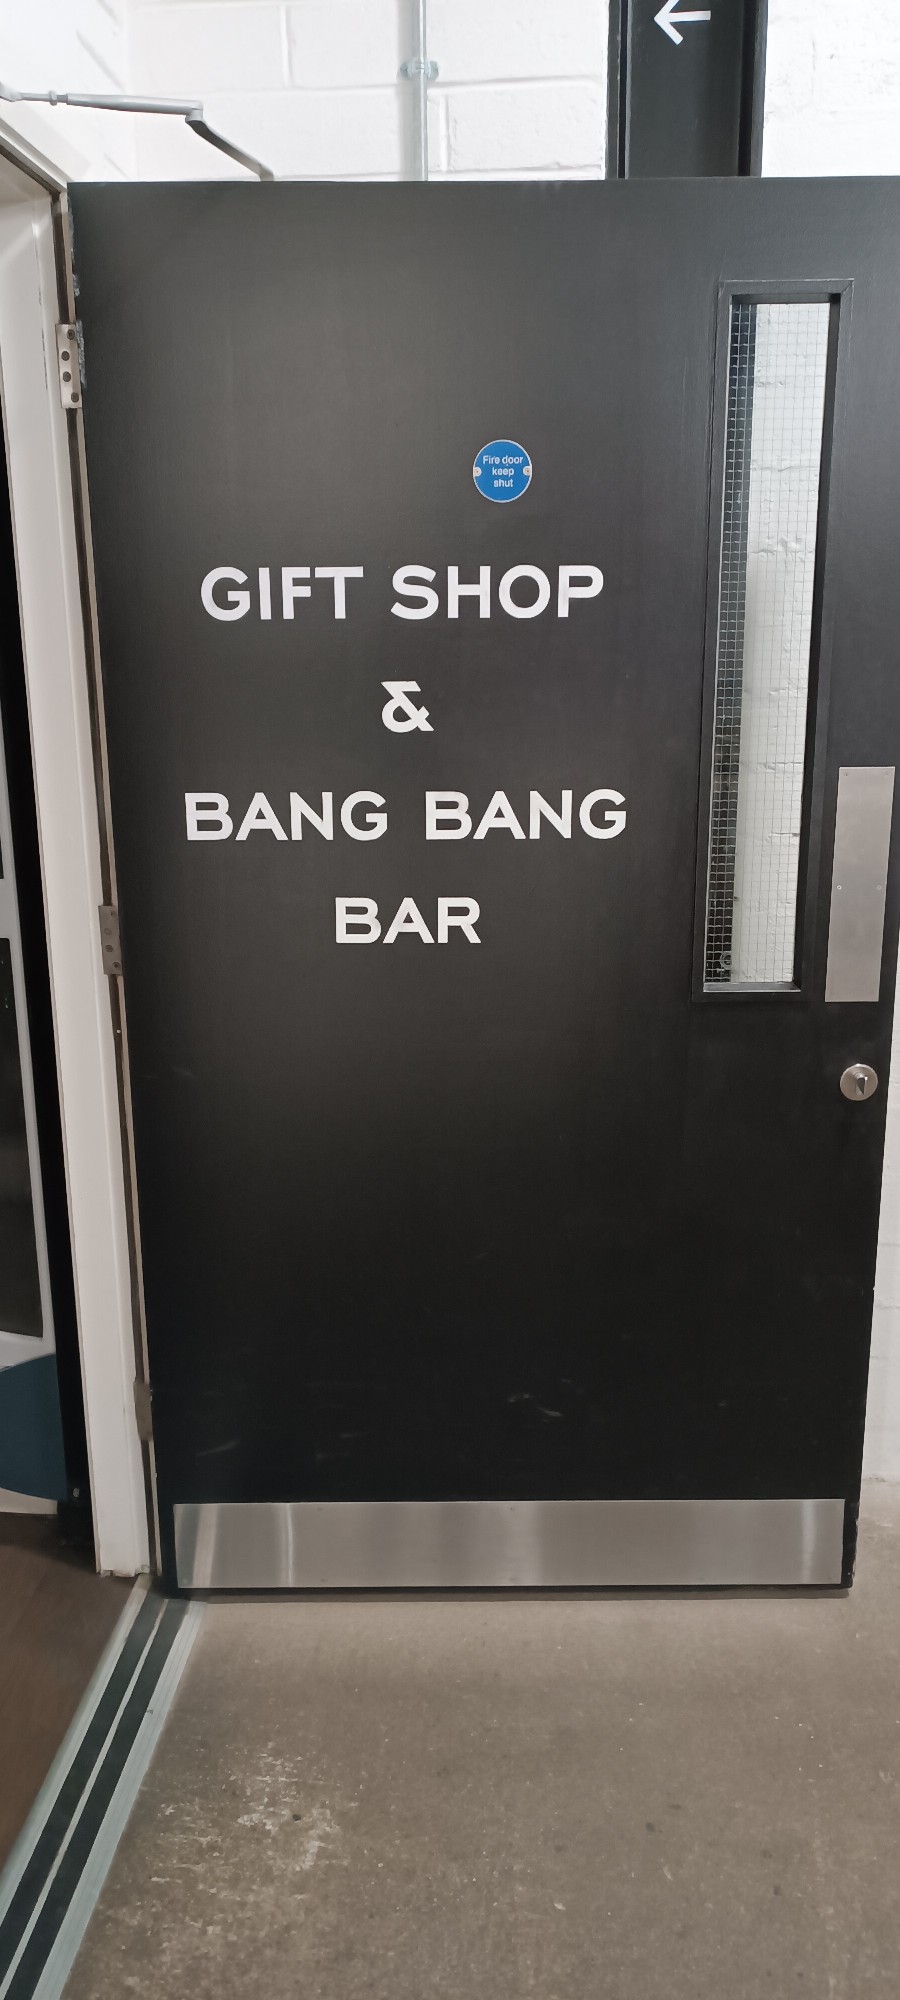 Fire door
keep
shut
GIFT SHOP
&
BANG BANG
BAR